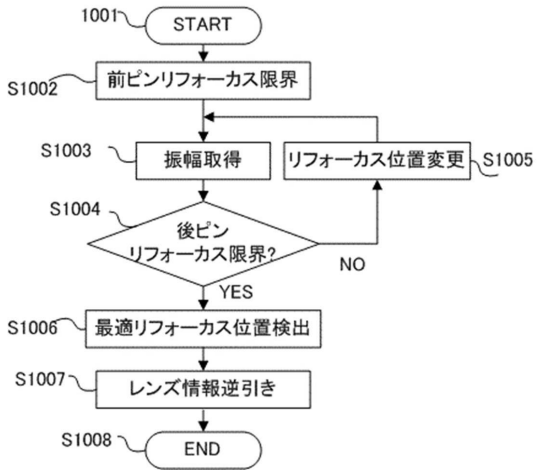 1001
START
S1002
前ピンリフォーカス限界
S1003
振幅取得
リフォーカス位置変更
S1005
S1004
後ピン
リフォーカス限界?
NO
YES
S1006
最適リフォーカス位置検出
S1007
レンズ情報逆引き
S1008
END